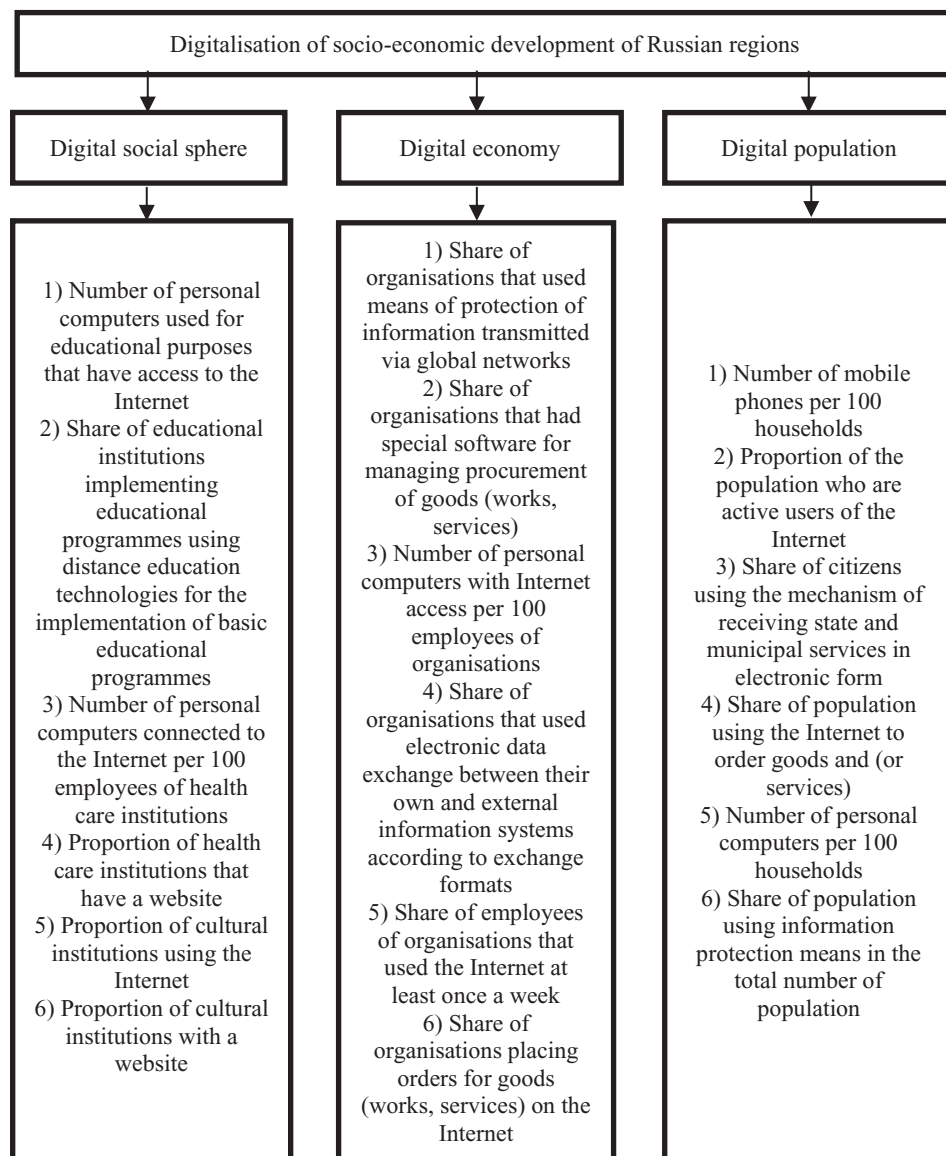 Digitalisation of socio-economic development of Russian regions
Digital social sphere
Digital economy
Digital population
1) Number of personal
computers used for
educational purposes
that have access to the
Internet
2) Share of educational
institutions
implementing
educational
programmes using
distance education
technologies for the
implementation of basic
educational
programmes
3) Number of personal
computers connected to
the Internet per 100
employees of health
care institutions
4) Proportion of health
care institutions that
have a website
5) Proportion of cultural
institutions using the
Internet
6) Proportion of cultural
institutions with a
website
1) Share of
organisations that used
means of protection of
information transmitted
via global networks
2) Share of
organisations that had
special software for
managing procurement
of goods (works,
services)
3) Number of personal
computers with Internet
access per 100
employees of
organisations
4) Share of
organisations that used
electronic data
exchange between their
own and external
information systems
according to exchange
formats
5) Share of employees
of organisations that
used the Internet at
least once a week
6) Share of
organisations placing
orders for goods
(works, services) on the
Internet
1) Number of mobile
phones per 100
households
2) Proportion of the
population who are
active users of the
Internet
3) Share of citizens
using the mechanism of
receiving state and
municipal services in
electronic form
4) Share of population
using the Internet to
order goods and (or
services)
5) Number of personal
computers per 100
households
6) Share of population
using information
protection means in the
total number of
population